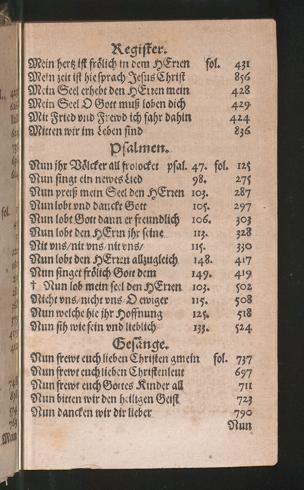 Register.
Mein hertz ist frölich in dem HErren fol. 431
Mein zeit ist hie sprach Jesus Christ 856
Mein Seel erhebt den HErren mein 428
Mein Seel O Gott muß loben dich 429
Mit Fried vnd Frewd ich fahr dahin 424
Mitten wir im Leben sind 836
Psalmen.
Nun jhr Völcker all frolocket psal. 47. fol. 125
Nun singt ein newes Lied 98. 275
Nun preiß mein Seel den HErren 103. 287
Nun lobt vnd danckt Gott 105. 297
Nun lobt Gott dann er freundlich 106. 303
Nun lobt den HErrn jhr seine 113. 328
Nit vns/ nit vns/ nit vns/ 115. 330
Nun lobt den HErren allzugleich 148. 417
Nun singet frölich Gott dem 149. 419
† Nun lob mein seel den HErren 103. 502
Nicht vns/ nicht vns/ O ewiger 115. 508
Nun welche hie jhr Hoffnung 125. 518
Nun sih wie fein vnd lieblich 133. 524
Gesänge.
Nun frewt euch lieben Christen gmein fol. 737
Nun frewt euch lieben Christenleut 697
Nun frewt euch Gottes Kinder all 711
Nun bitten wir den heiligen Geist 723
Nun dancken wir dir lieber 790
Nun